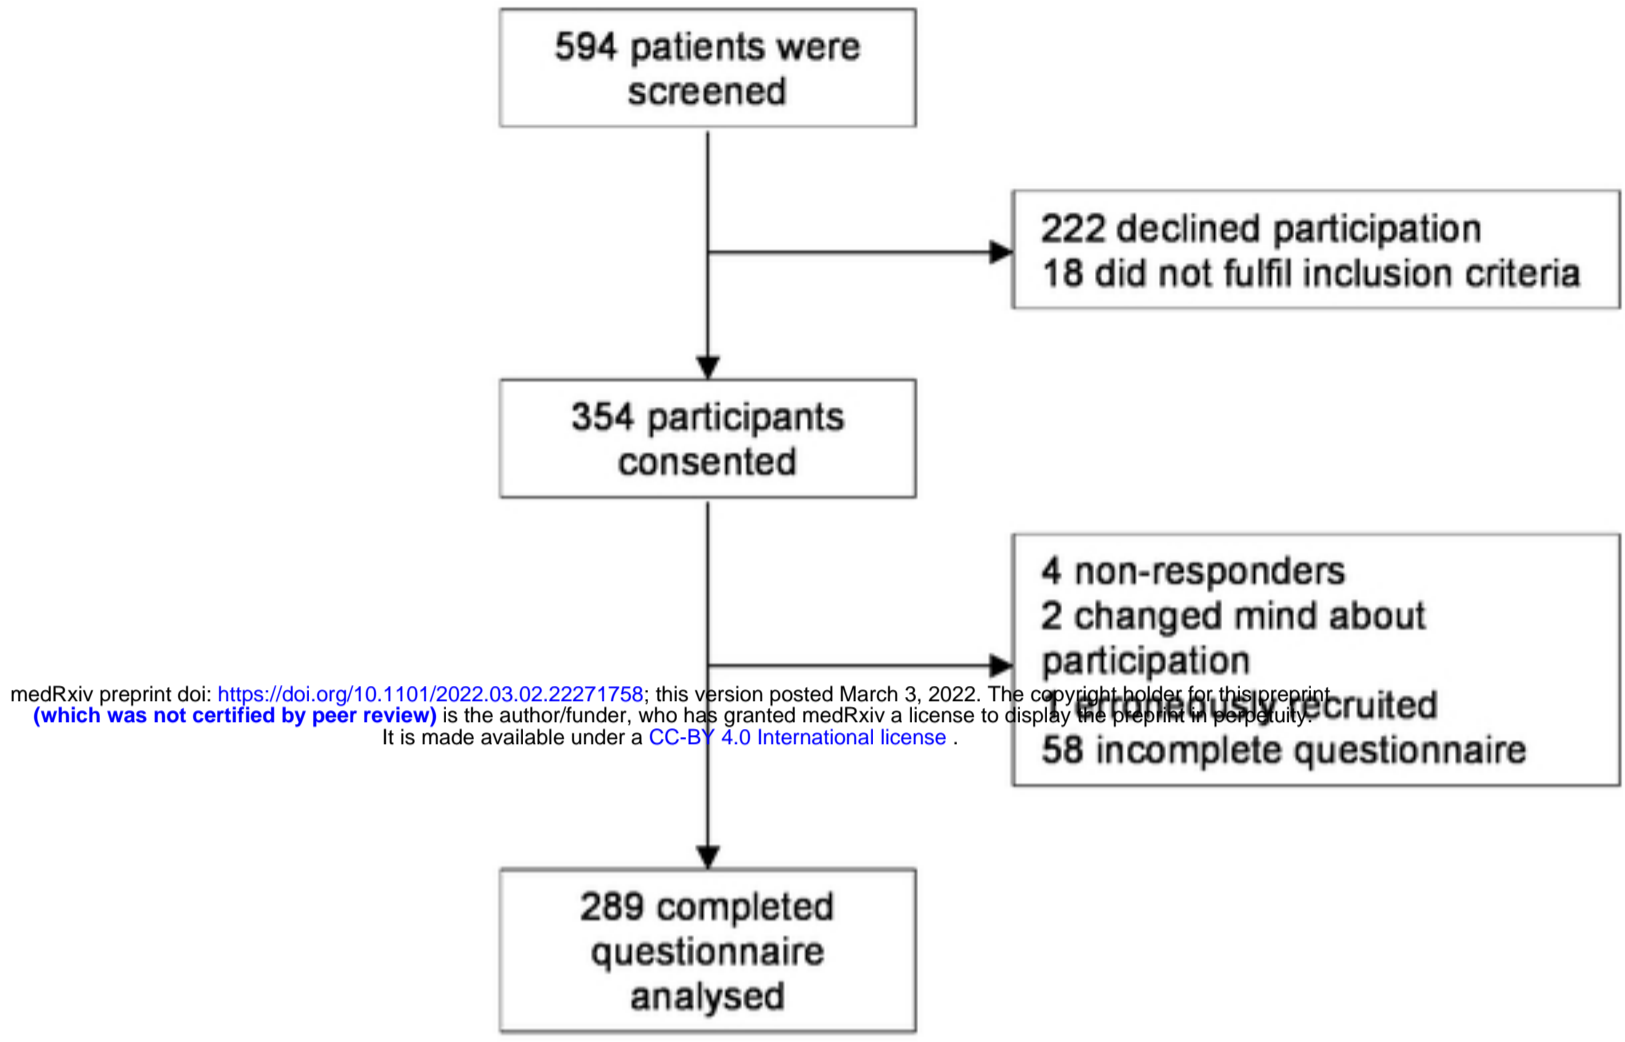 594 patients were
screened
222 declined participation
18 did not fulfil inclusion criteria
354 participants
consented
4 non-responders
2 changed mind about
participation
1 erroneously recruited
58 incomplete questionnaire
medRxiv preprint doi: https://doi.org/10.1101/2022.03.02.22271758; this version posted March 3, 2022. The copyright holder for this preprint
(which was not certified by peer review) is the author/funder, who has granted medRxiv a license to display the preprint in perpetuity.
It is made available under a CC-BY 4.0 International license .
289 completed
questionnaire
analysed